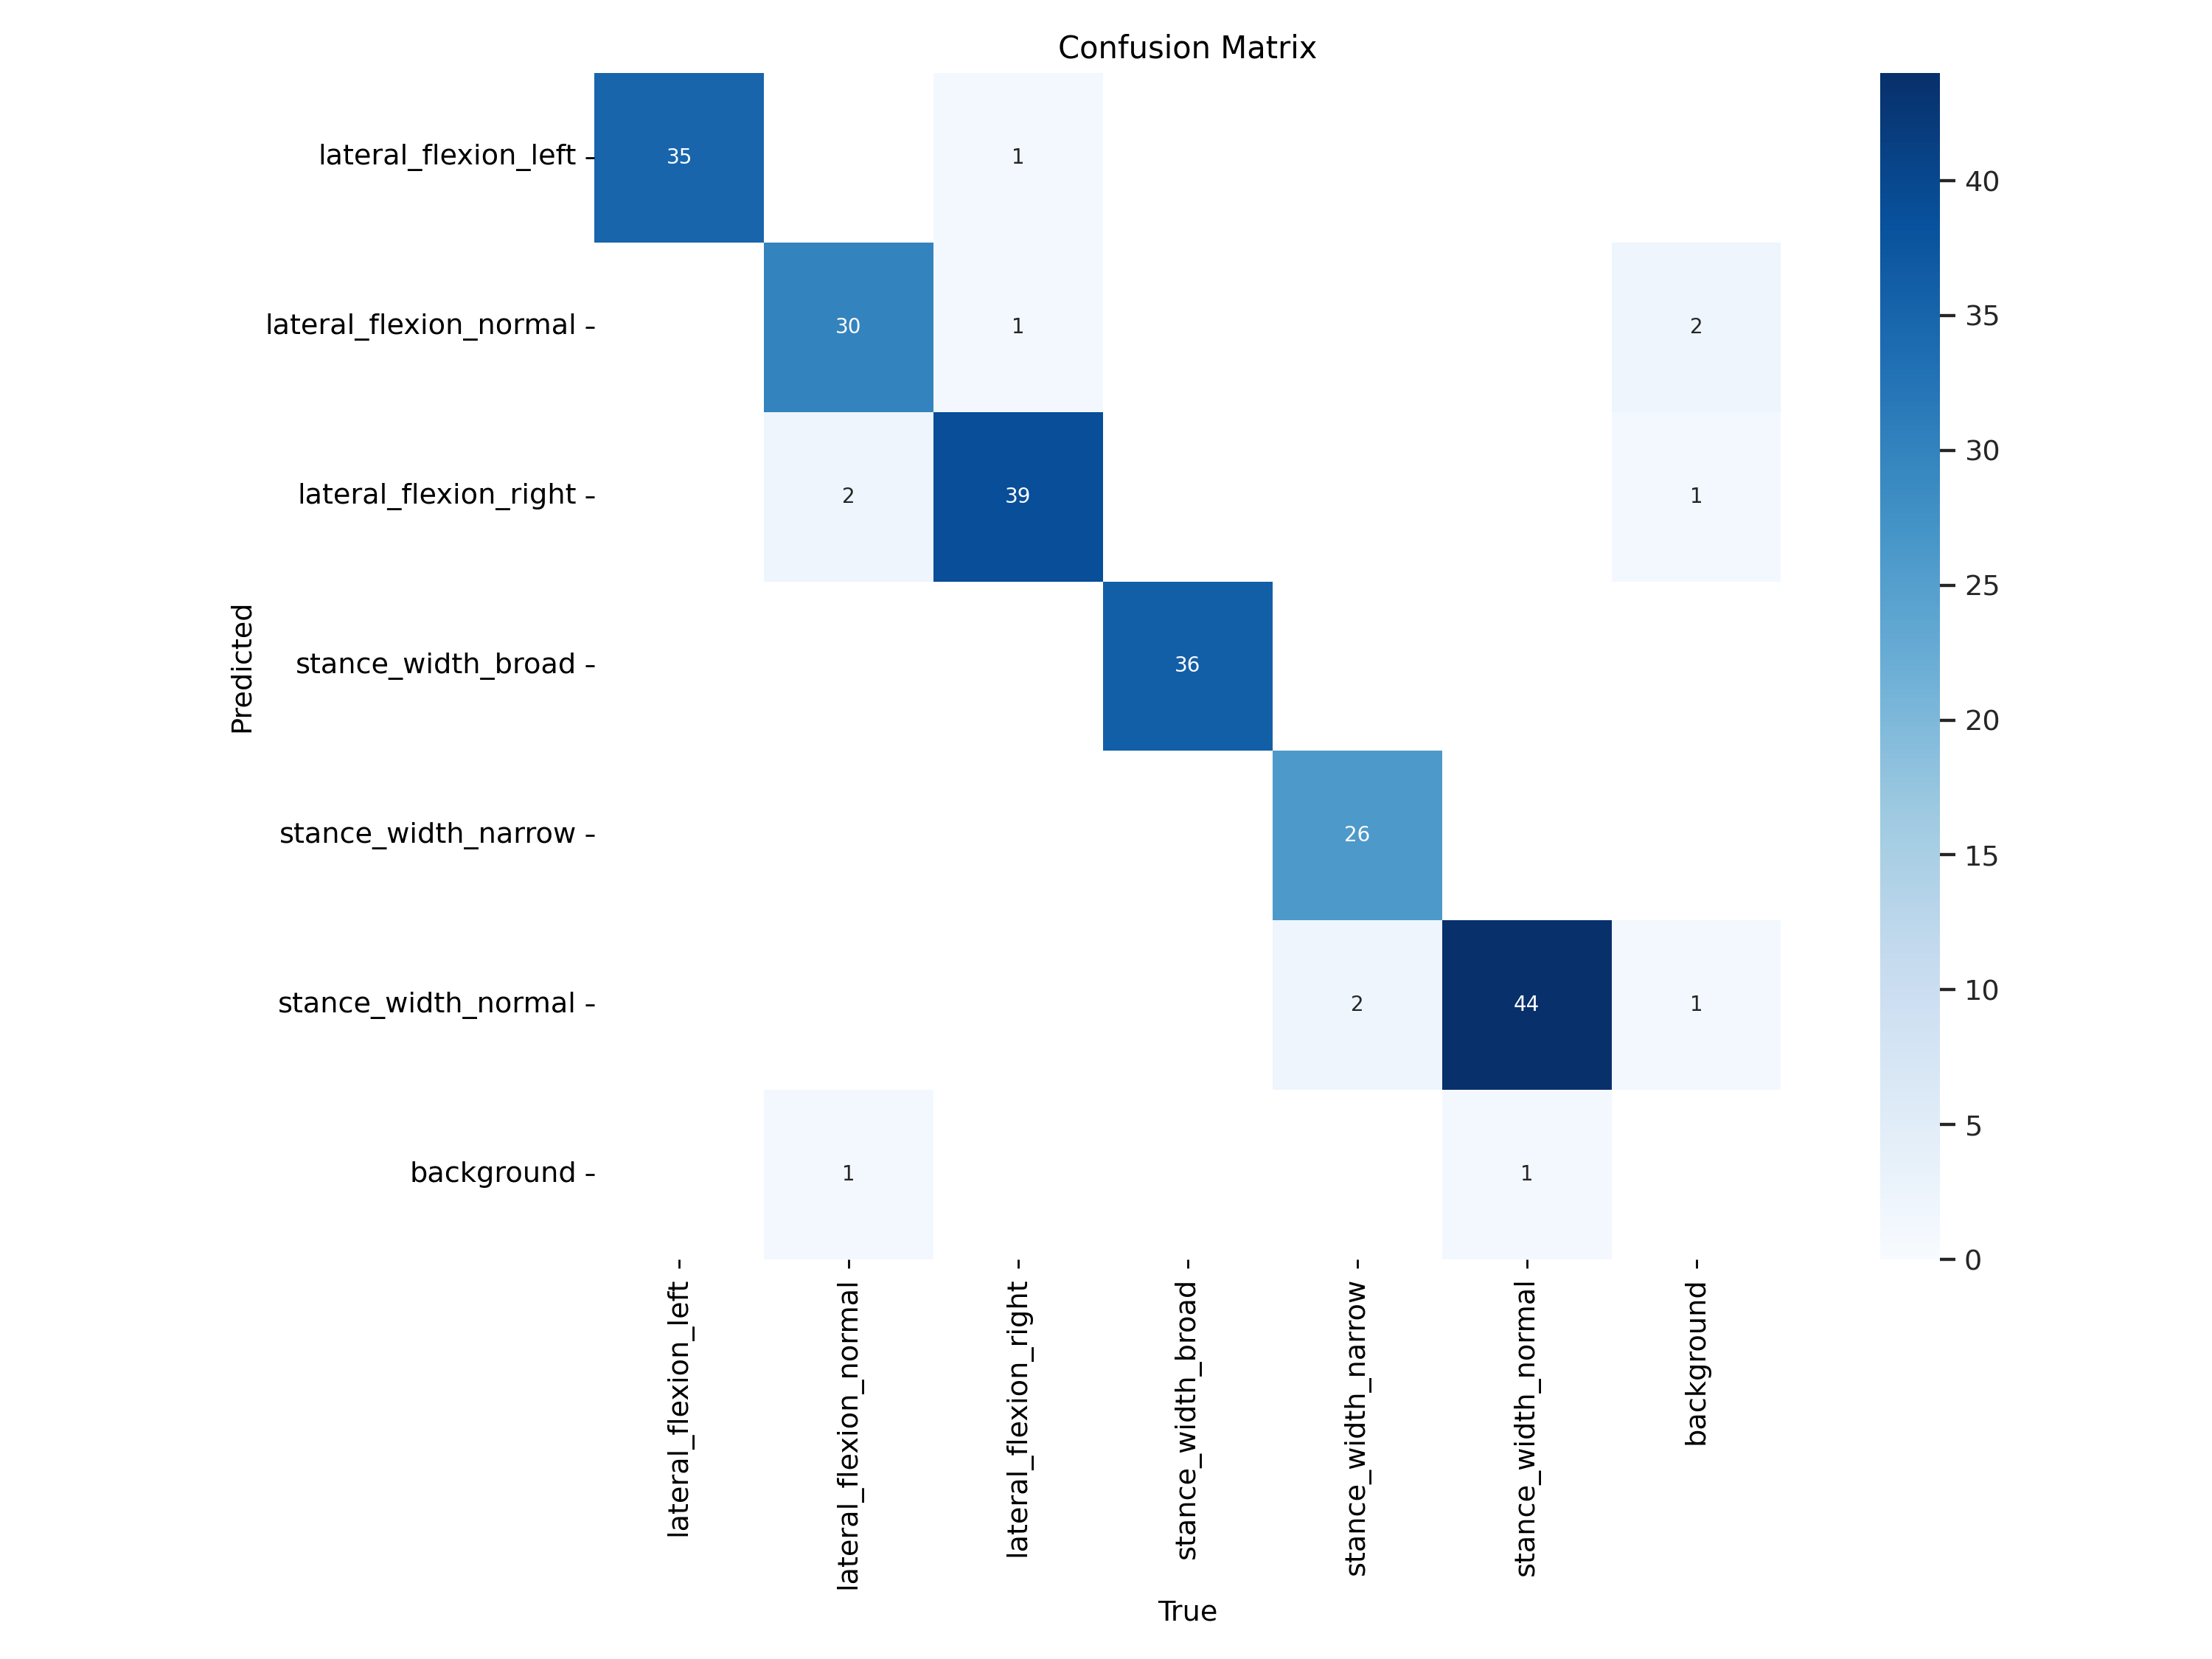 Confusion Matrix
lateral_flexion_left 35 1
lateral_flexion_normal 30 1 2
lateral_flexion_right 2 39 1
stance_width_broad 36
stance_width_narrow 26
stance_width_normal 2 44 1
background 1 1
Predicted
lateral_flexion_left
lateral_flexion_normal
lateral_flexion_right
stance_width_broad
stance_width_narrow
stance_width_normal
background
True
40
35
30
25
20
15
10
5
0